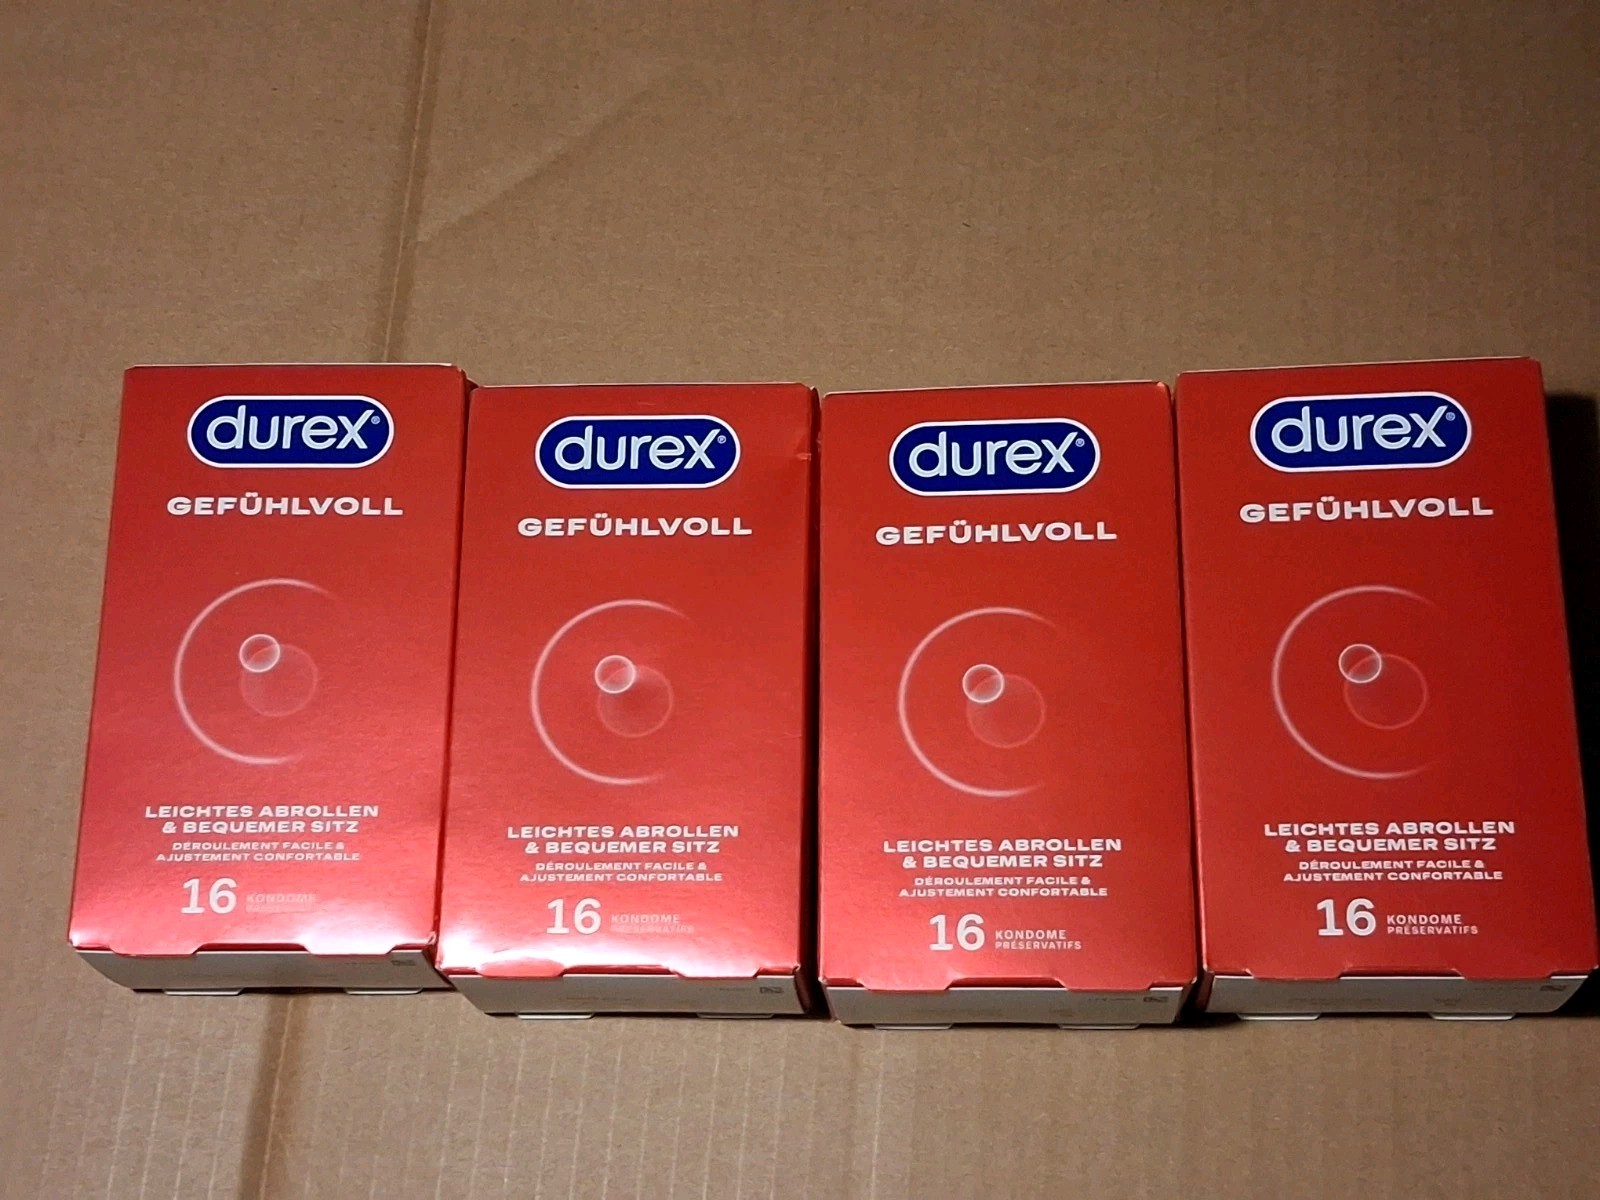 durex®
GEFÜHLVOLL
LEICHTES ABROLLEN
& BEQUEMER SITZ
DÉROULEMENT FACILE &
AJUSTEMENT CONFORTABLE
16 KONDOME
durex®
GEFÜHLVOLL
LEICHTES ABROLLEN
& BEQUEMER SITZ
DÉROULEMENT FACILE &
AJUSTEMENT CONFORTABLE
16 KONDOME
PRÉSERVATIFS
durex®
GEFÜHLVOLL
LEICHTES ABROLLEN
& BEQUEMER SITZ
DÉROULEMENT FACILE &
AJUSTEMENT CONFORTABLE
16 KONDOME
PRÉSERVATIFS
durex®
GEFÜHLVOLL
LEICHTES ABROLLEN
& BEQUEMER SITZ
DÉROULEMENT FACILE &
AJUSTEMENT CONFORTABLE
16 KONDOME
PRÉSERVATIFS